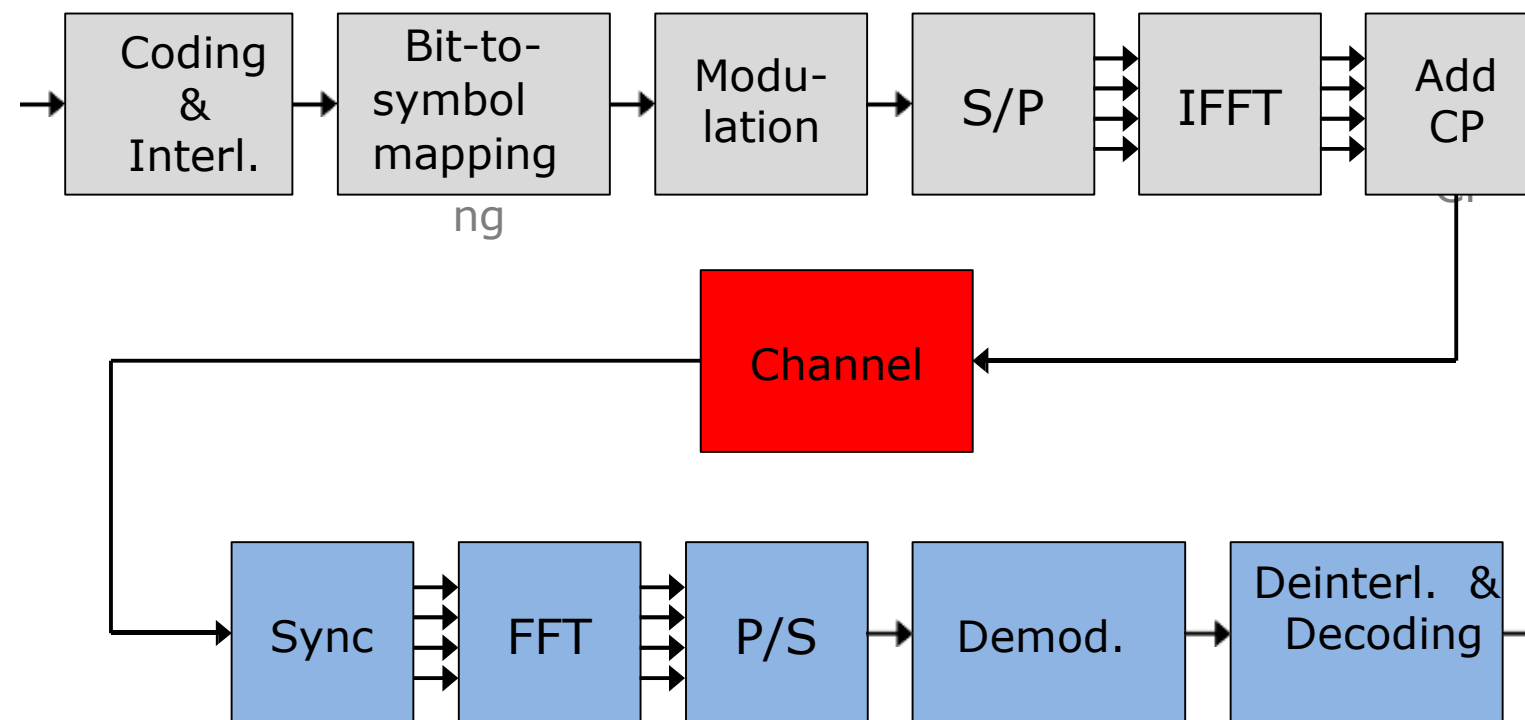 Coding
&
Interl.
Bit-to-
symbol
mapping
ng
Modu-
lation
S/P
IFFT
Add
CP
Channel
Sync
FFT
P/S
Demod.
Deinterl. &
Decoding